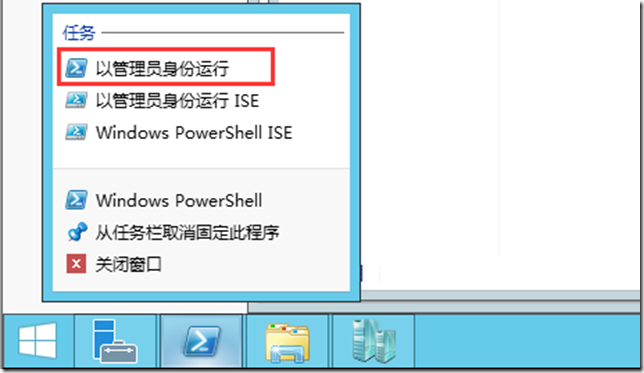 任务
以管理员身份运行
以管理员身份运行 ISE
Windows PowerShell ISE
Windows PowerShell
从任务栏取消固定此程序
关闭窗口